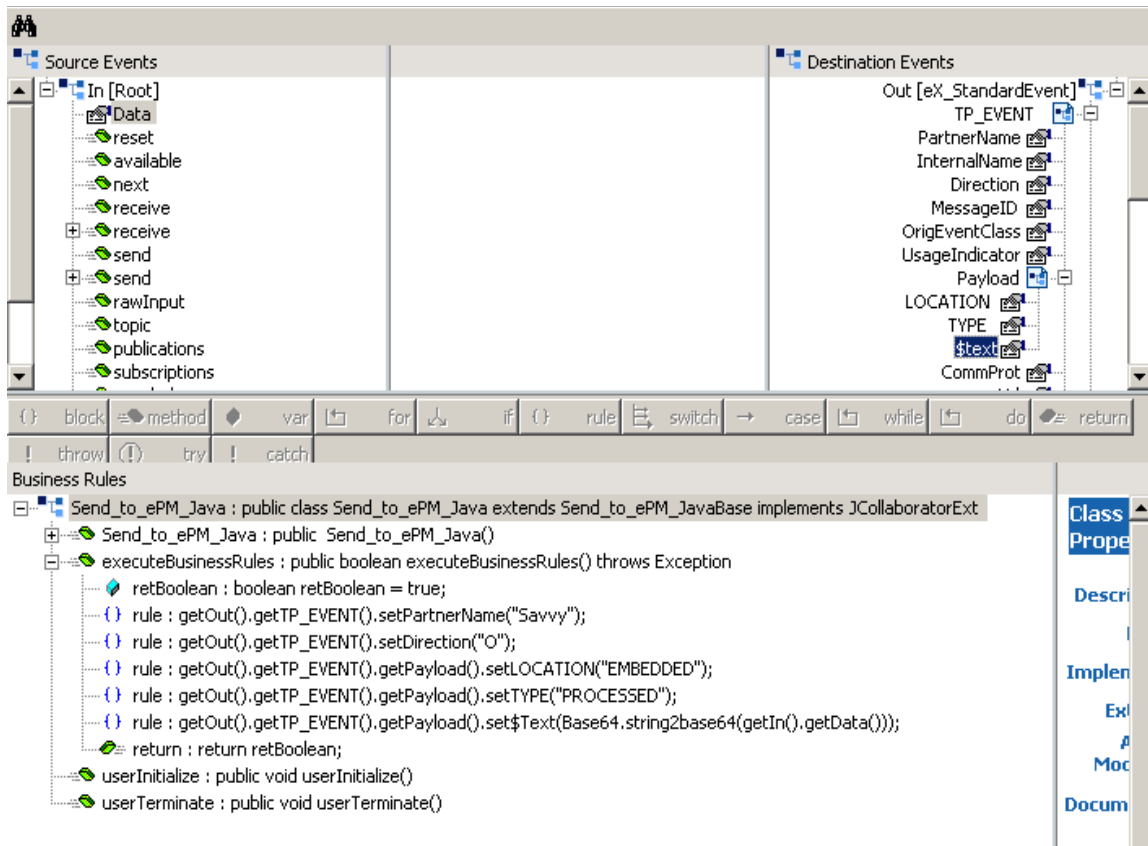 Source Events
Destination Events
In [Root]
Data
reset
available
next
receive
receive
send
send
rawInput
topic
publications
subscriptions
Out [eX_StandardEvent]
TP_EVENT
PartnerName
InternalName
Direction
MessageID
OrigEventClass
UsageIndicator
Payload
LOCATION
TYPE
$text
CommProt
{} block method var for if {} rule switch → case while do return
! throw (!) try ! catch
Business Rules
Send_to_ePM_Java : public class Send_to_ePM_Java extends Send_to_ePM_JavaBase implements JCollaboratorExt
Send_to_ePM_Java : public Send_to_ePM_Java()
executeBusinessRules : public boolean executeBusinessRules() throws Exception
retBoolean : boolean retBoolean = true;
{} rule : getOut().getTP_EVENT().setPartnerName("Savvy");
{} rule : getOut().getTP_EVENT().setDirection("O");
{} rule : getOut().getTP_EVENT().getPayload().setLOCATION("EMBEDDED");
{} rule : getOut().getTP_EVENT().getPayload().setTYPE("PROCESSED");
{} rule : getOut().getTP_EVENT().getPayload().set$Text(Base64.string2base64(getIn().getData()));
return : return retBoolean;
userInitialize : public void userInitialize()
userTerminate : public void userTerminate()
Class
Prope
Descri
Implen
Ext
Moc
Docum